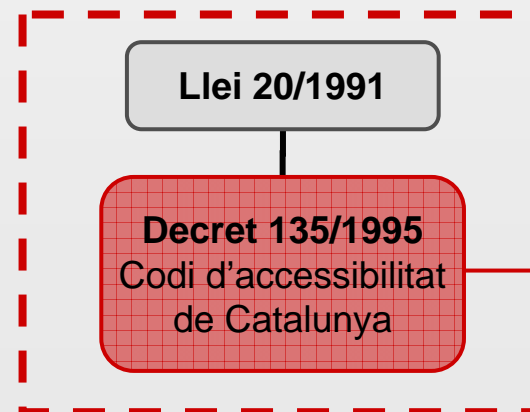 Llei 20/1991
Decret 135/1995
Codi d'accessibilitat
de Catalunya